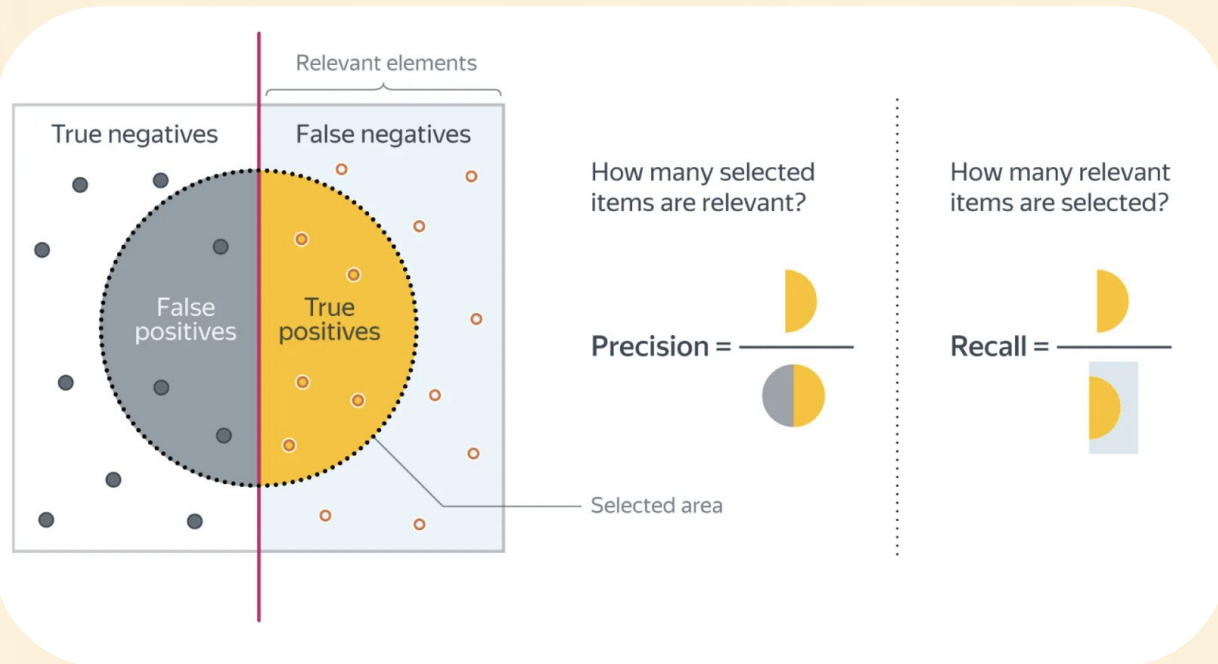 Relevant elements
True negatives
False negatives
False
positives
True
positives
Selected area
How many selected
items are relevant?
Precision =
How many relevant
items are selected?
Recall =